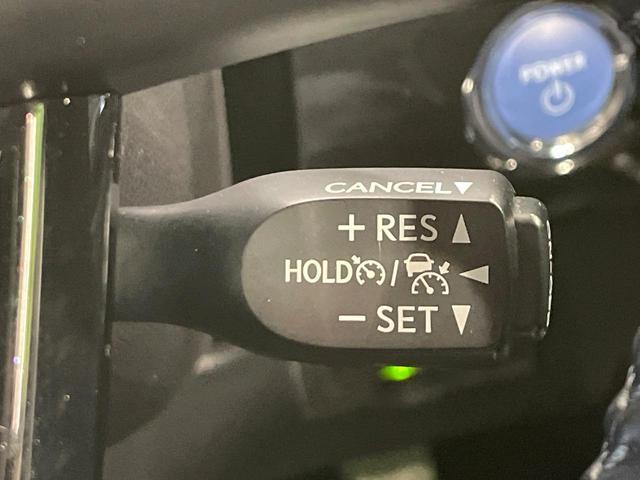 POWER
CANCEL▼
+ RES ▲
HOLD / ◀
− SET ▼